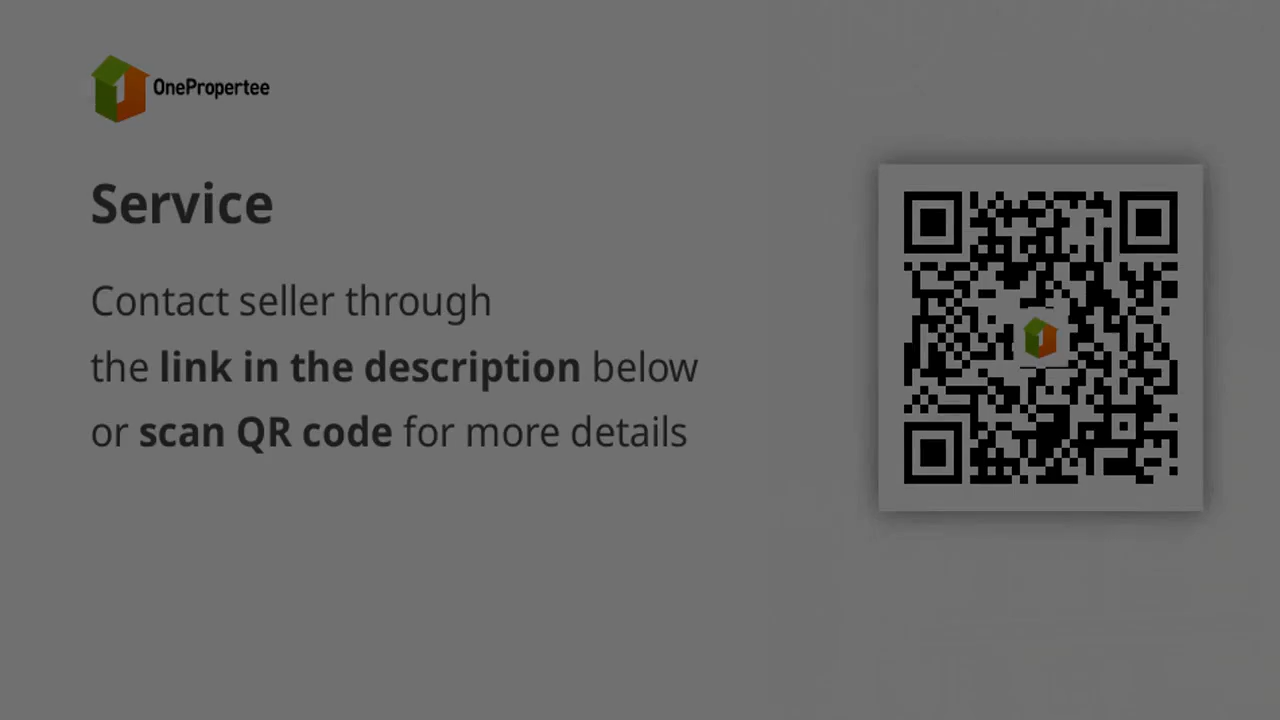 OnePropertee
Service
Contact seller through
the link in the description below
or scan QR code for more details